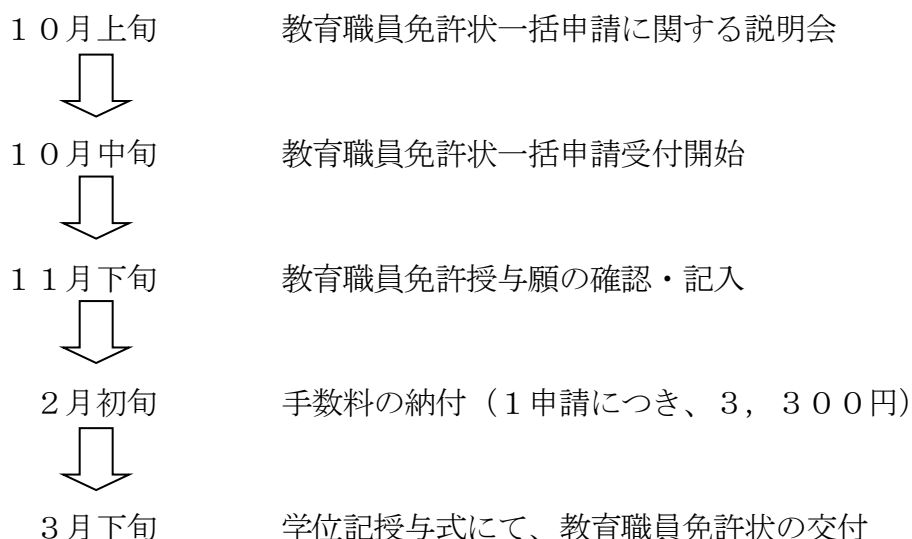 １０月上旬　教育職員免許状一括申請に関する説明会
１０月中旬　教育職員免許状一括申請受付開始
１１月下旬　教育職員免許授与願の確認・記入
２月初旬　手数料の納付（１申請につき、３，３００円）
３月下旬　学位記授与式にて、教育職員免許状の交付